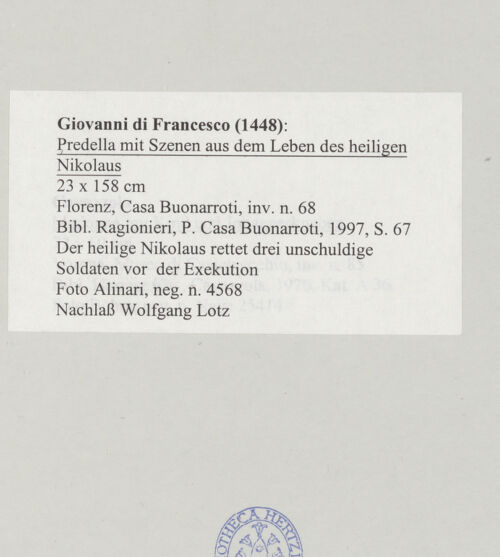 Giovanni di Francesco (1448):
Predella mit Szenen aus dem Leben des heiligen
Nikolaus
23 x 158 cm
Florenz, Casa Buonarroti, inv. n. 68
Bibl. Ragionieri, P. Casa Buonarroti, 1997, S. 67
Der heilige Nikolaus rettet drei unschuldige
Soldaten vor der Exekution
Foto Alinari, neg. n. 4568
Nachlaß Wolfgang Lotz